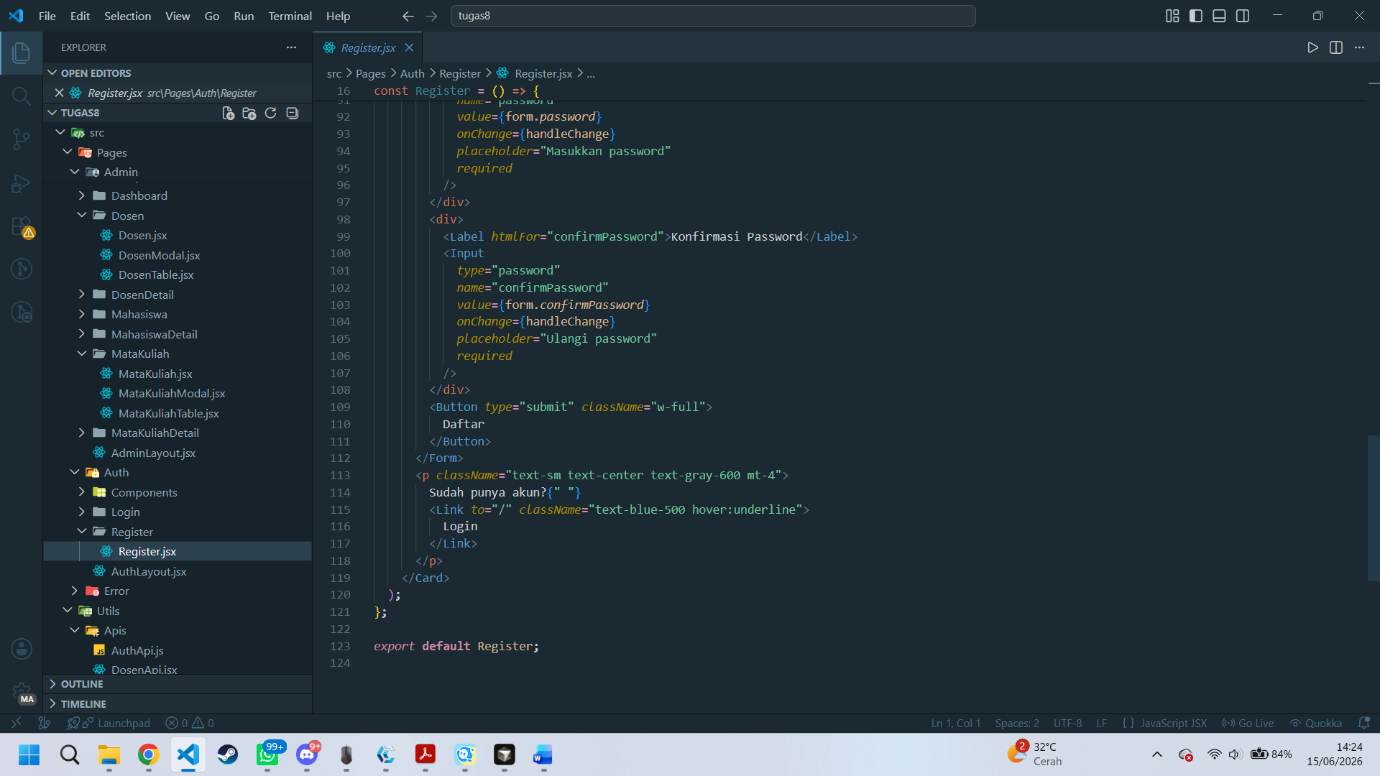 File Edit Selection View Go Run Terminal Help
tugas8
EXPLORER
Register.jsx
OPEN EDITORS
src > Pages > Auth > Register > Register.jsx > ...
Register.jsx src\Pages\Auth\Register
TUGAS8
src
Pages
Admin
Dashboard
Dosen
Dosen.jsx
DosenModal.jsx
DosenTable.jsx
DosenDetail
Mahasiswa
MahasiswaDetail
MataKuliah
MataKuliah.jsx
MataKuliahModal.jsx
MataKuliahTable.jsx
MataKuliahDetail
AdminLayout.jsx
Auth
Components
Login
Register
Register.jsx
AuthLayout.jsx
Error
Utils
Apis
AuthApi.js
DosenApi.jsx
OUTLINE
TIMELINE
16 const Register = () => {
91 name="password"
92 value={form.password}
93 onChange={handleChange}
94 placeholder="Masukkan password"
95 required
96 />
97 </div>
98 <div>
99 <Label htmlFor="confirmPassword">Konfirmasi Password</Label>
100 <Input
101 type="password"
102 name="confirmPassword"
103 value={form.confirmPassword}
104 onChange={handleChange}
105 placeholder="Ulangi password"
106 required
107 />
108 </div>
109 <Button type="submit" className="w-full">
110 Daftar
111 </Button>
112 </Form>
113 <p className="text-sm text-center text-gray-600 mt-4">
114 Sudah punya akun?{" "}
115 <Link to="/" className="text-blue-500 hover:underline">
116 Login
117 </Link>
118 </p>
119 </Card>
120 );
121 };
122
123 export default Register;
124
MA
Launchpad 0 0
Ln 1, Col 1 Spaces: 2 UTF-8 LF {} JavaScript JSX Go Live Quokka
99+
9+
2
32°C
Cerah
84%
14:24
15/06/2026